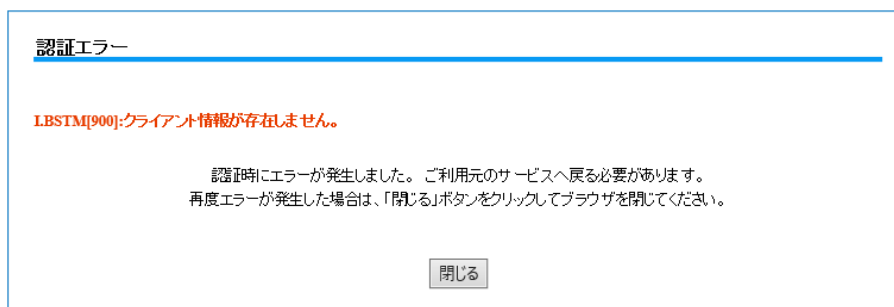 認証エラー
I.BSTM[900]:クライアント情報が存在しません。
認証時にエラーが発生しました。ご利用元のサービスへ戻る必要があります。
再度エラーが発生した場合は、「閉じる」ボタンをクリックしてブラウザを閉じてください。
閉じる